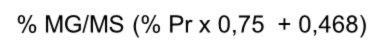 % MG/MS (% Pr x 0,75 + 0,468)